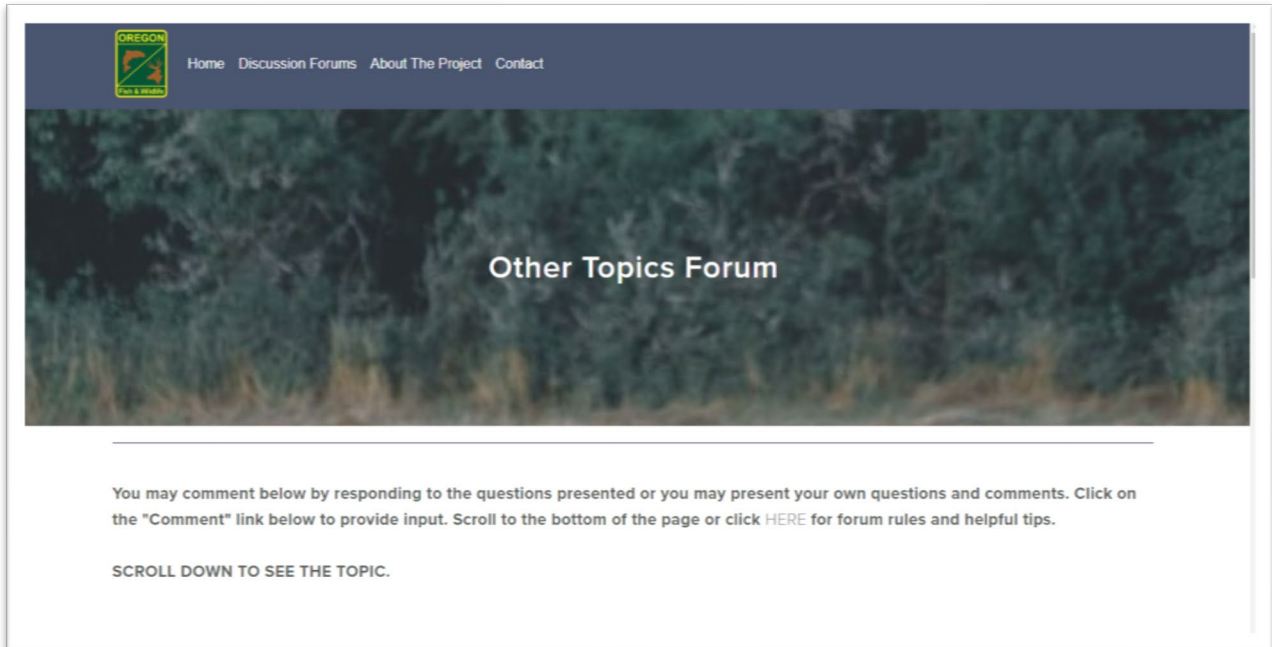 OREGON
Fish & Wildlife
Home Discussion Forums About The Project Contact
Other Topics Forum
You may comment below by responding to the questions presented or you may present your own questions and comments. Click on
the "Comment" link below to provide input. Scroll to the bottom of the page or click HERE for forum rules and helpful tips.
SCROLL DOWN TO SEE THE TOPIC.